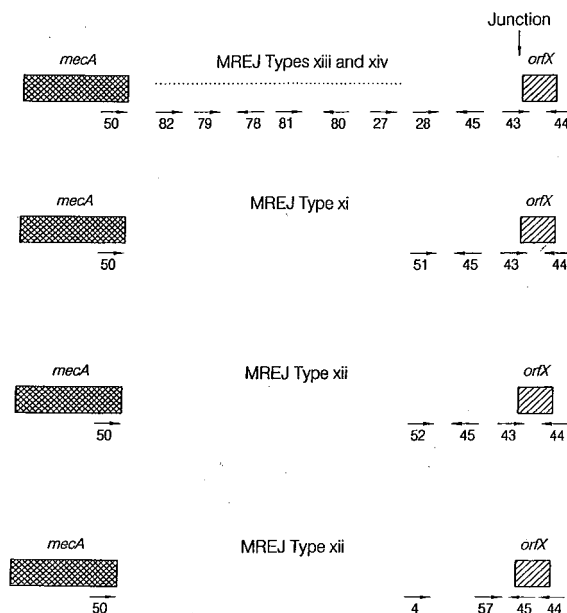 Junction
mecA MREJ Types xiii and xiv orfX
50 82 79 78 81 80 27 28 45 43 44
mecA MREJ Type xi orfX
50 51 45 43 44
mecA MREJ Type xii orfX
50 52 45 43 44
mecA MREJ Type xii orfX
50 4 57 45 44